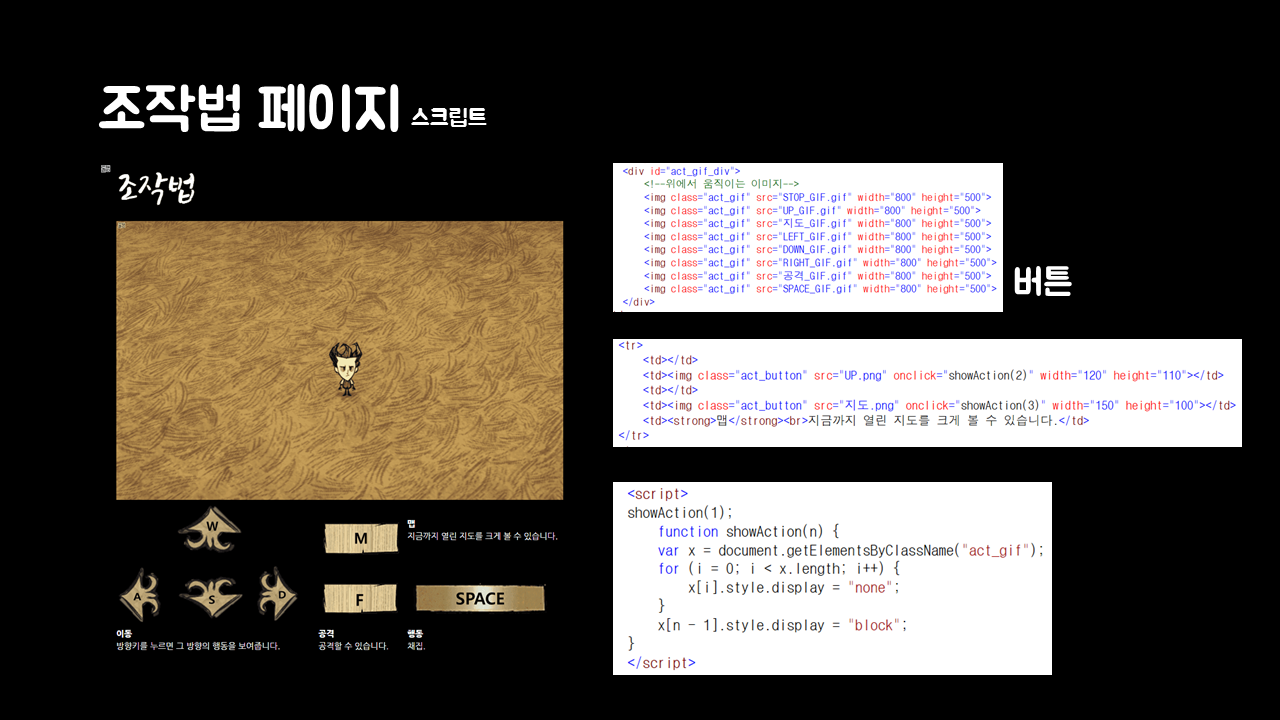 조작법 페이지 스크립트
조작법
W
M
맵
지금까지 열린 지도를 크게 볼 수 있습니다.
A
S
D
F
SPACE
이동
방향키를 누르면 그 방향의 행동을 보여줍니다.
공격
공격할 수 있습니다.
행동
채집.
<div id="act_gif_div">
<!--위에서 움직이는 이미지-->
<img class="act_gif" src="STOP_GIF.gif" width="800" height="500">
<img class="act_gif" src="UP_GIF.gif" width="800" height="500">
<img class="act_gif" src="지도_GIF.gif" width="800" height="500">
<img class="act_gif" src="LEFT_GIF.gif" width="800" height="500">
<img class="act_gif" src="DOWN_GIF.gif" width="800" height="500">
<img class="act_gif" src="RIGHT_GIF.gif" width="800" height="500">
<img class="act_gif" src="공격_GIF.gif" width="800" height="500">
<img class="act_gif" src="SPACE_GIF.gif" width="800" height="500">
</div>
버튼
<tr>
<td></td>
<td><img class="act_button" src="UP.png" onclick="showAction(2)" width="120" height="110"></td>
<td></td>
<td><img class="act_button" src="지도.png" onclick="showAction(3)" width="150" height="100"></td>
<td><strong>맵</strong><br>지금까지 열린 지도를 크게 볼 수 있습니다.</td>
</tr>
<script>
showAction(1);
function showAction(n) {
var x = document.getElementsByClassName("act_gif");
for (i = 0; i < x.length; i++) {
x[i].style.display = "none";
}
x[n - 1].style.display = "block";
}
</script>